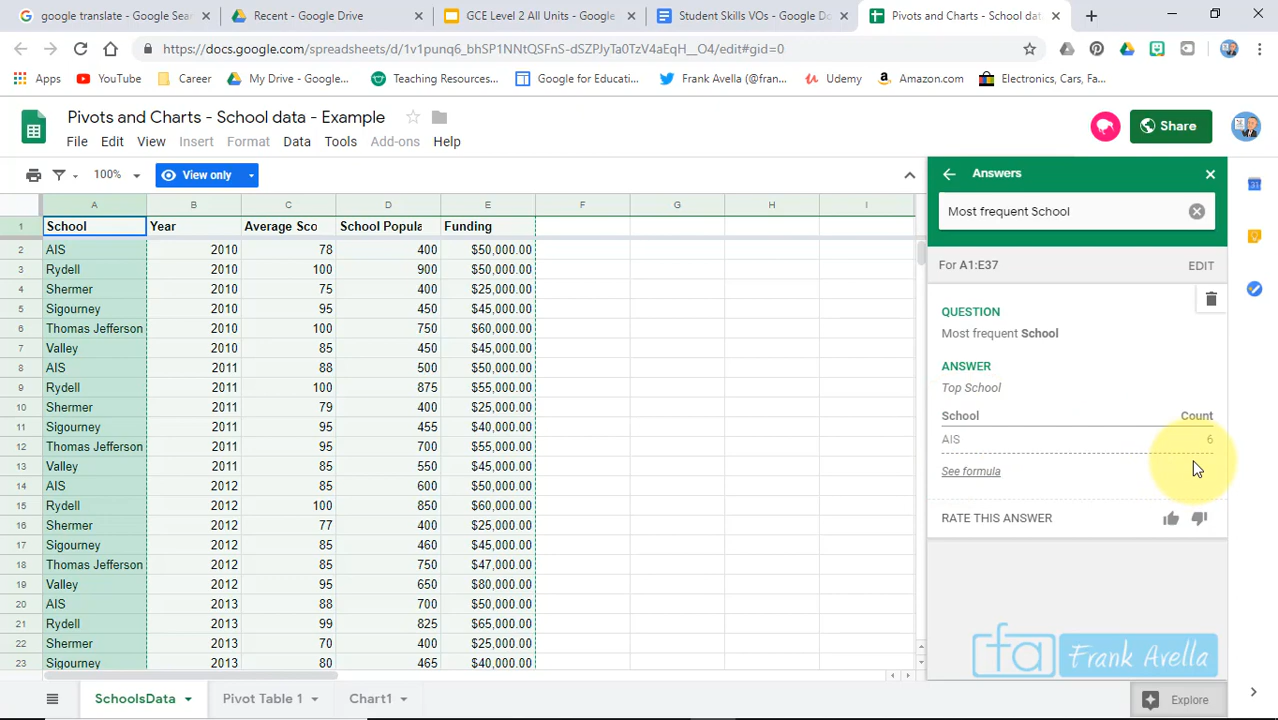 google translate - Google Sear
Recent - Google Drive
GCE Level 2 All Units - Google
Student Skills VOs - Google Do
Pivots and Charts - School dat
https://docs.google.com/spreadsheets/d/1v1punq6_bhSP1NNtQSFnS-dSZPJyTa0TzV4aEqH__O4/edit#gid=0
Apps
YouTube
Career
My Drive - Google...
Teaching Resources...
Google for Educati...
Frank Avella (@fran...
Udemy
Amazon.com
Electronics, Cars, Fa...
Pivots and Charts - School data - Example
File Edit View Insert Format Data Tools Add-ons Help
Share
100%
View only
A B C D E F G H I
1 School Year Average Sco School Popula Funding
2 AIS 2010 78 400 $50,000.00
3 Rydell 2010 100 900 $50,000.00
4 Shermer 2010 75 400 $25,000.00
5 Sigourney 2010 95 450 $45,000.00
6 Thomas Jefferson 2010 100 750 $60,000.00
7 Valley 2010 85 450 $45,000.00
8 AIS 2011 88 500 $50,000.00
9 Rydell 2011 100 875 $55,000.00
10 Shermer 2011 79 400 $25,000.00
11 Sigourney 2011 95 455 $40,000.00
12 Thomas Jefferson 2011 95 700 $55,000.00
13 Valley 2011 85 550 $45,000.00
14 AIS 2012 85 600 $50,000.00
15 Rydell 2012 100 850 $60,000.00
16 Shermer 2012 77 400 $25,000.00
17 Sigourney 2012 85 460 $45,000.00
18 Thomas Jefferson 2012 85 750 $47,000.00
19 Valley 2012 95 650 $80,000.00
20 AIS 2013 88 700 $50,000.00
21 Rydell 2013 99 825 $65,000.00
22 Shermer 2013 70 400 $25,000.00
23 Sigourney 2013 80 465 $40,000.00
Answers
Most frequent School
For A1:E37
EDIT
QUESTION
Most frequent School
ANSWER
Top School
School Count
AIS 6
See formula
RATE THIS ANSWER
fa Frank Avella
SchoolsData
Pivot Table 1
Chart1
Explore